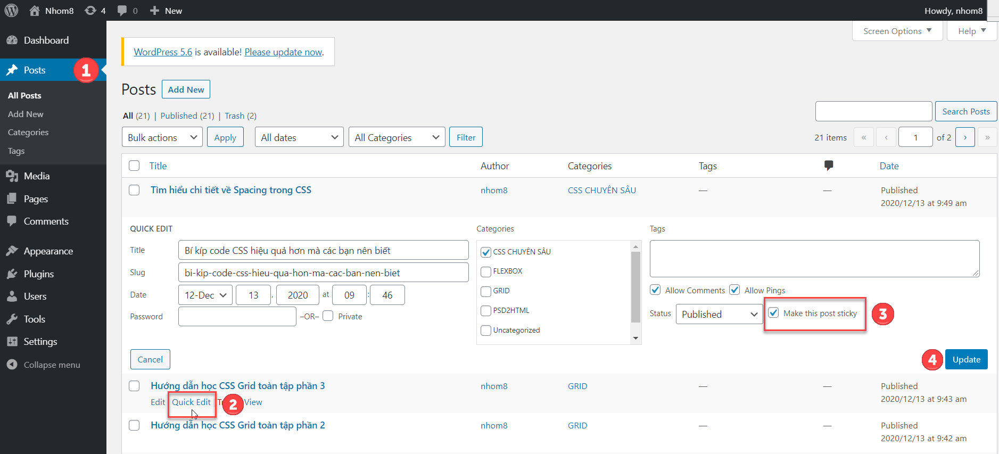 Nhom8 4 0 New Howdy, nhom8
Dashboard
Posts 1
All Posts
Add New
Categories
Tags
Media
Pages
Comments
Appearance
Plugins
Users
Tools
Settings
Collapse menu
Screen Options Help
WordPress 5.6 is available! Please update now.
Posts Add New
All (21) | Published (21) | Trash (2)
Search Posts
Bulk actions Apply All dates All Categories Filter 21 items « ‹ 1 of 2 › »
Title Author Categories Tags Date
Tìm hiểu chi tiết về Spacing trong CSS nhom8 CSS CHUYÊN SÂU — — Published
2020/12/13 at 9:49 am
QUICK EDIT Categories Tags
Title Bí kíp code CSS hiệu quả hơn mà các bạn nên biết
Slug bi-kip-code-css-hieu-qua-hon-ma-cac-ban-nen-biet
Date 12-Dec 13 , 2020 at 09 : 46
Password –OR– Private
CSS CHUYÊN SÂU
FLEXBOX
GRID
PSD2HTML
Uncategorized
Allow Comments Allow Pings
Status Published Make this post sticky 3
Cancel 4 Update
Hướng dẫn học CSS Grid toàn tập phần 3 nhom8 GRID — — Published
2020/12/13 at 9:43 am
Edit Quick Edit | 2 View
Hướng dẫn học CSS Grid toàn tập phần 2 nhom8 GRID — — Published
2020/12/13 at 9:42 am